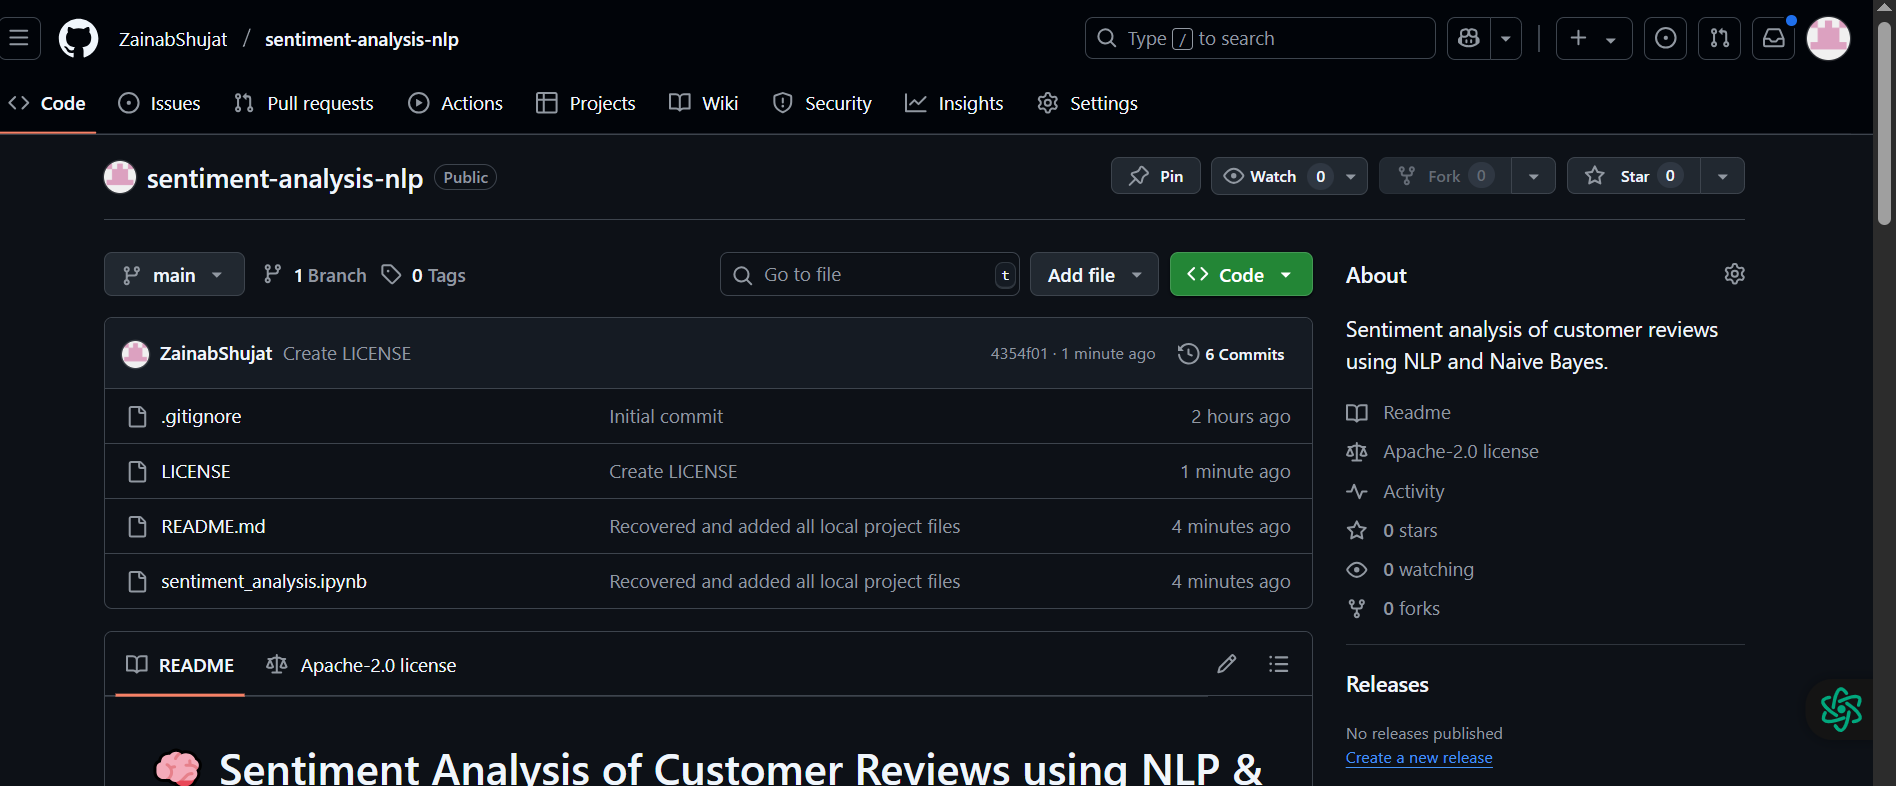 ZainabShujat / sentiment-analysis-nlp
Type / to search
Code Issues Pull requests Actions Projects Wiki Security Insights Settings
sentiment-analysis-nlp Public
Pin Watch 0 Fork 0 Star 0
main 1 Branch 0 Tags
Go to file t Add file Code
ZainabShujat Create LICENSE 4354f01 · 1 minute ago 6 Commits
.gitignore Initial commit 2 hours ago
LICENSE Create LICENSE 1 minute ago
README.md Recovered and added all local project files 4 minutes ago
sentiment_analysis.ipynb Recovered and added all local project files 4 minutes ago
README Apache-2.0 license
Sentiment Analysis of Customer Reviews using NLP &
About
Sentiment analysis of customer reviews
using NLP and Naive Bayes.
Readme
Apache-2.0 license
Activity
0 stars
0 watching
0 forks
Releases
No releases published
Create a new release